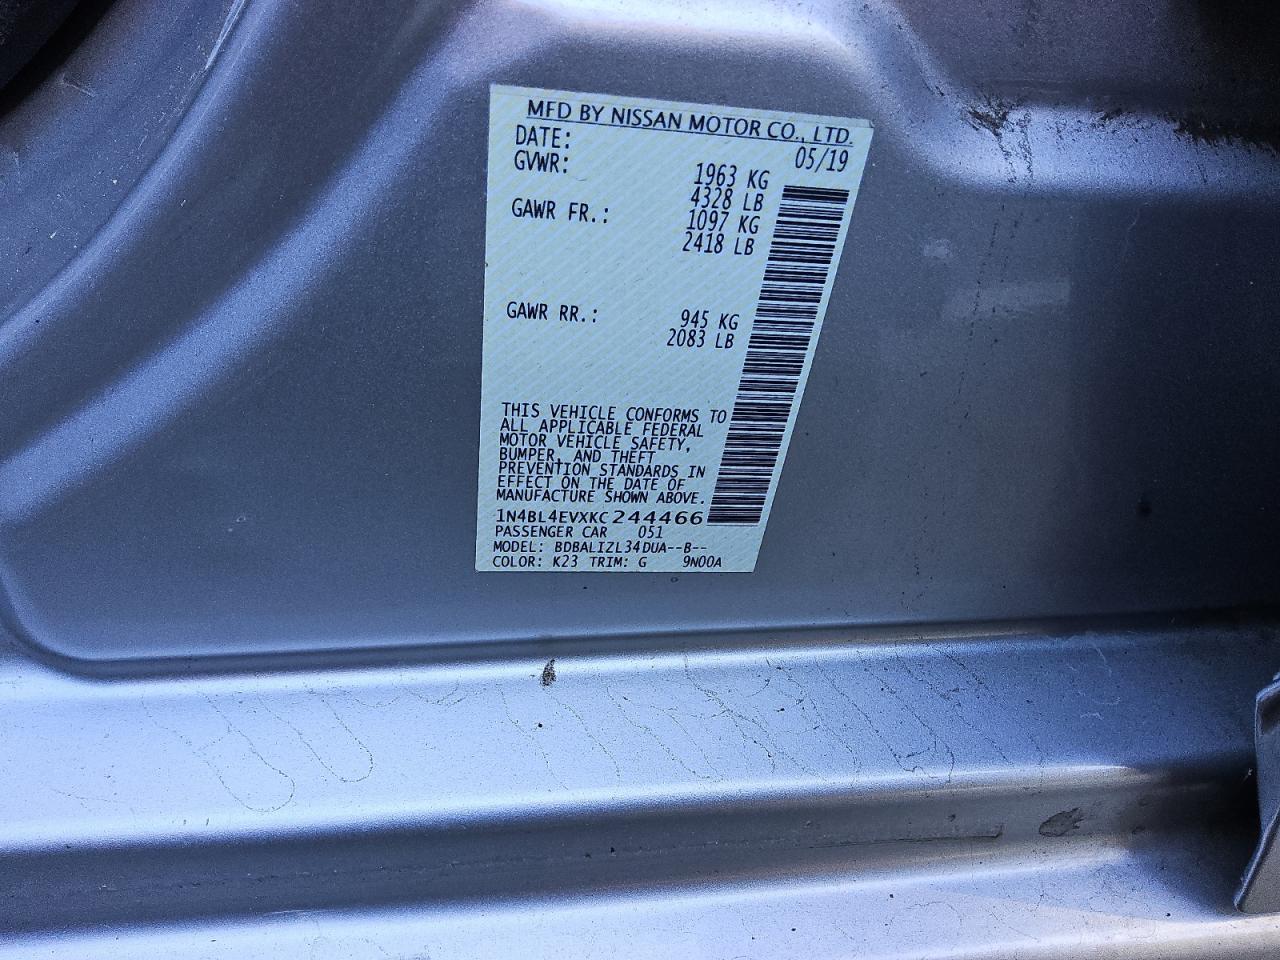 MFD BY NISSAN MOTOR CO., LTD.
DATE: 05/19
GVWR: 1963 KG
4328 LB
GAWR FR.: 1097 KG
2418 LB
GAWR RR.: 945 KG
2083 LB
THIS VEHICLE CONFORMS TO
ALL APPLICABLE FEDERAL
MOTOR VEHICLE SAFETY,
BUMPER, AND THEFT
PREVENTION STANDARDS IN
EFFECT ON THE DATE OF
MANUFACTURE SHOWN ABOVE.
1N4BL4EVXKC244466
PASSENGER CAR 051
MODEL: BDBALIZL34DUA--B--
COLOR: K23 TRIM: G 9N00A